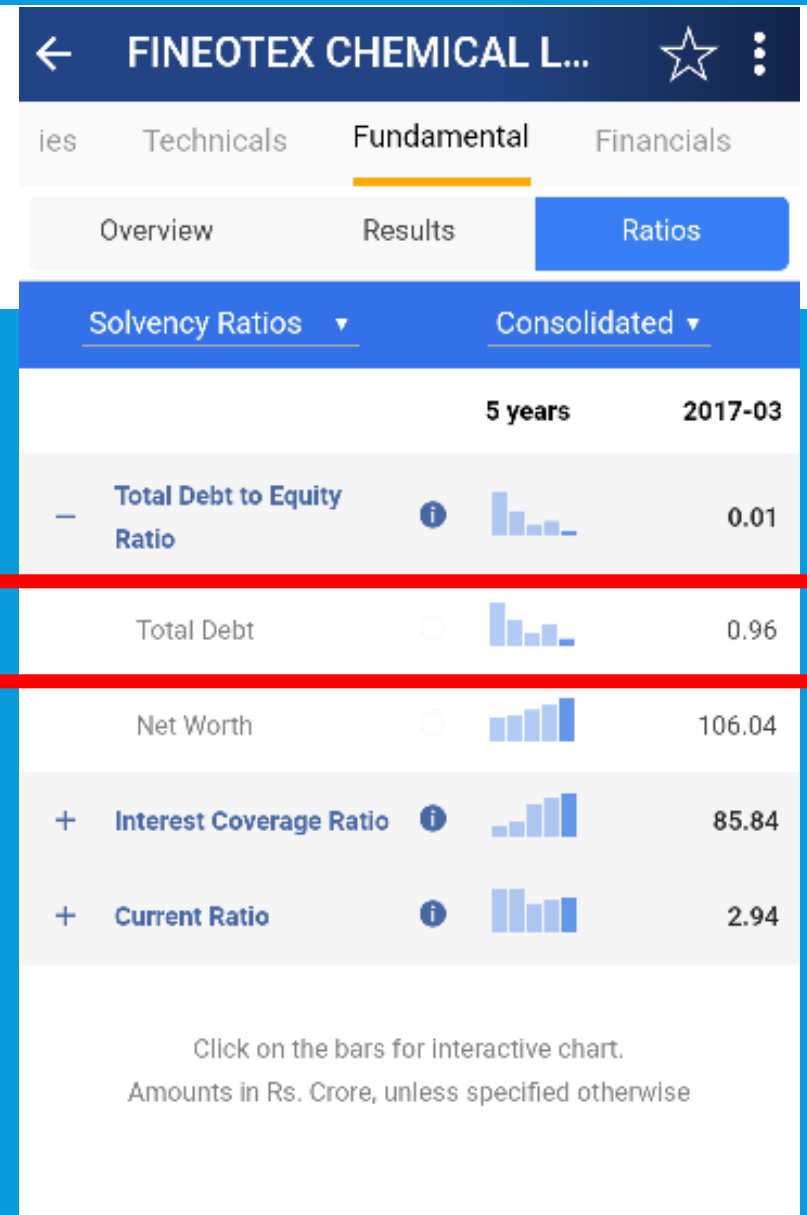 FINEOTEX CHEMICAL L...
ies Technicals Fundamental Financials
Overview Results Ratios
Solvency Ratios Consolidated
5 years 2017-03
Total Debt to Equity
Ratio 0.01
Total Debt 0.96
Net Worth 106.04
+ Interest Coverage Ratio 85.84
+ Current Ratio 2.94
Click on the bars for interactive chart.
Amounts in Rs. Crore, unless specified otherwise